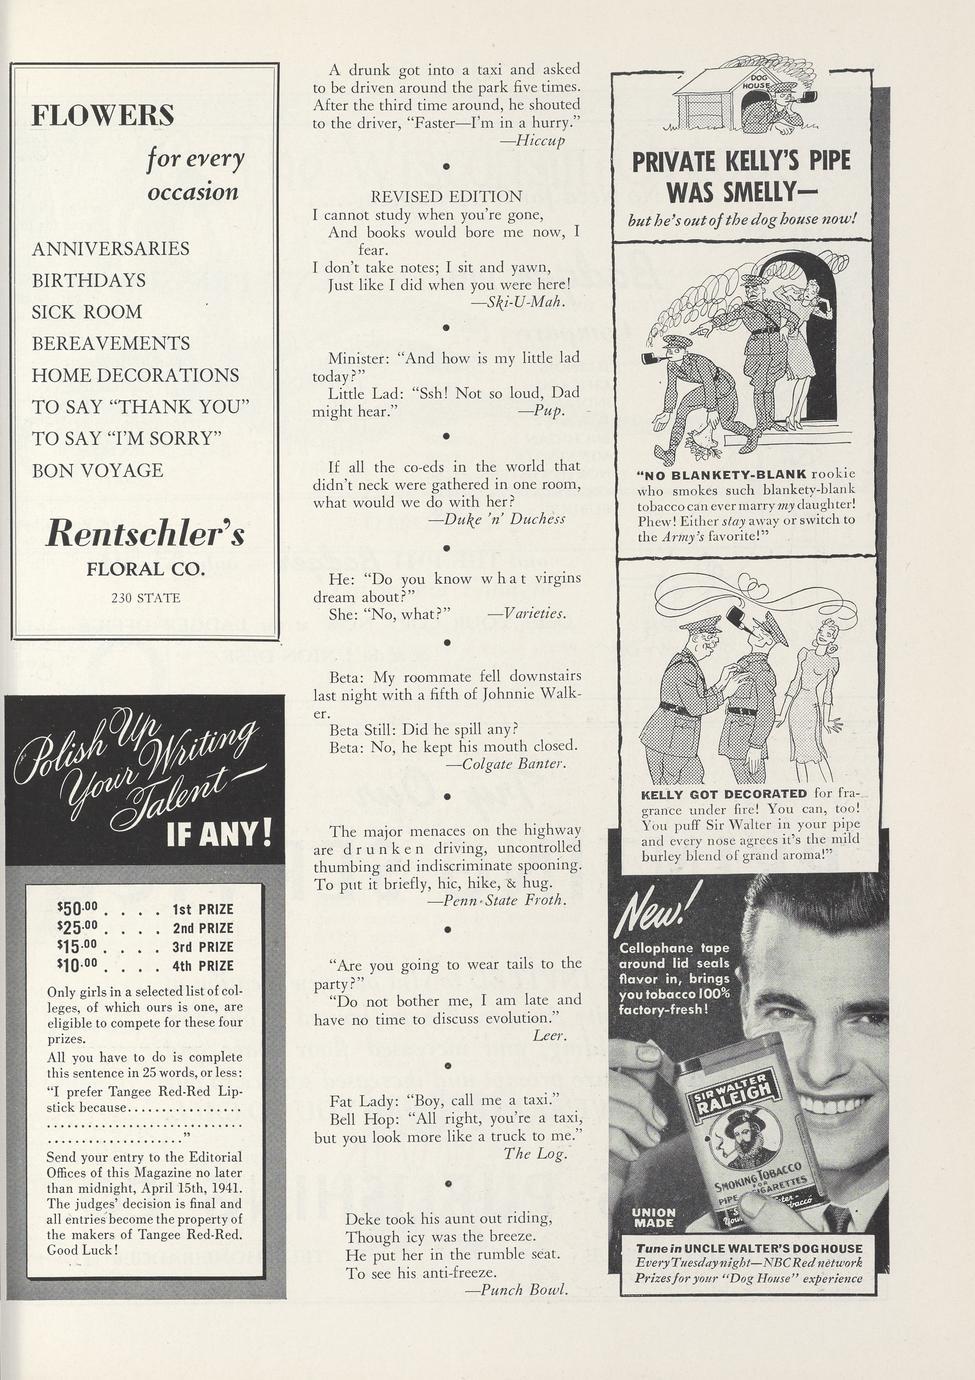 FLOWERS
for every
occasion
ANNIVERSARIES
BIRTHDAYS
SICK ROOM
BEREAVEMENTS
HOME DECORATIONS
TO SAY “THANK YOU”
TO SAY “I’M SORRY”
BON VOYAGE
Rentschler’s
FLORAL CO.
230 STATE
Polish Up
Your Writing
Talent—
IF ANY!
$50.00 . . . . 1st PRIZE
$25.00 . . . . 2nd PRIZE
$15.00 . . . . 3rd PRIZE
$10.00 . . . . 4th PRIZE
Only girls in a selected list of col-
leges, of which ours is one, are
eligible to compete for these four
prizes.
All you have to do is complete
this sentence in 25 words, or less:
“I prefer Tangee Red-Red Lip-
stick because.................
.............................
....................”
Send your entry to the Editorial
Offices of this Magazine no later
than midnight, April 15th, 1941.
The judges’ decision is final and
all entries become the property of
the makers of Tangee Red-Red.
Good Luck!
A drunk got into a taxi and asked
to be driven around the park five times.
After the third time around, he shouted
to the driver, “Faster—I’m in a hurry.”
—Hiccup
•
REVISED EDITION
I cannot study when you’re gone,
And books would bore me now, I
fear.
I don’t take notes; I sit and yawn,
Just like I did when you were here!
—Ski-U-Mah.
•
Minister: “And how is my little lad
today?”
Little Lad: “Ssh! Not so loud, Dad
might hear.” —Pup.
•
If all the co-eds in the world that
didn’t neck were gathered in one room,
what would we do with her?
—Duke ’n’ Duchess
•
He: “Do you know what virgins
dream about?”
She: “No, what?” —Varieties.
•
Beta: My roommate fell downstairs
last night with a fifth of Johnnie Walk-
er.
Beta Still: Did he spill any?
Beta: No, he kept his mouth closed.
—Colgate Banter.
•
The major menaces on the highway
are drunken driving, uncontrolled
thumbing and indiscriminate spooning.
To put it briefly, hic, hike, & hug.
—Penn State Froth.
•
“Are you going to wear tails to the
party?”
“Do not bother me, I am late and
have no time to discuss evolution.”
Leer.
•
Fat Lady: “Boy, call me a taxi.”
Bell Hop: “All right, you’re a taxi,
but you look more like a truck to me.”
The Log.
•
Deke took his aunt out riding,
Though icy was the breeze.
He put her in the rumble seat.
To see his anti-freeze.
—Punch Bowl.
DOG
HOUSE
PRIVATE KELLY’S PIPE
WAS SMELLY—
but he’s out of the dog house now!
“NO BLANKETY-BLANK rookie
who smokes such blankety-blank
tobacco can ever marry my daughter!
Phew! Either stay away or switch to
the Army’s favorite!”
KELLY GOT DECORATED for fra-
grance under fire! You can, too!
You puff Sir Walter in your pipe
and every nose agrees it’s the mild
burley blend of grand aroma!”
New!
Cellophane tape
around lid seals
flavor in, brings
you tobacco 100%
factory-fresh!
SIR WALTER
RALEIGH
SMOKING TOBACCO
FOR
PIPE CIGARETTES
UNION
MADE
Tune in UNCLE WALTER’S DOG HOUSE
Every Tuesday night—NBC Red network
Prizes for your “Dog House” experience